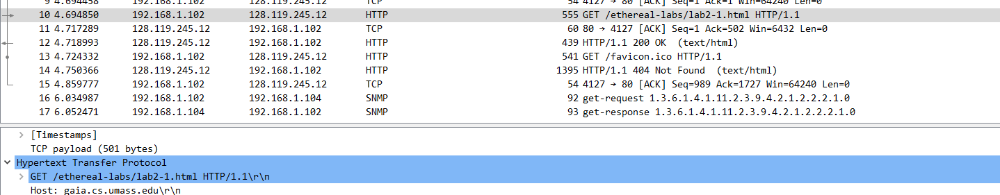 9 4.694458 192.168.1.102 128.119.245.12 TCP 54 4127 → 80 [ACK] Seq=1 Ack=1 Win=64240 Len=0
10 4.694850 192.168.1.102 128.119.245.12 HTTP 555 GET /ethereal-labs/lab2-1.html HTTP/1.1
11 4.717289 128.119.245.12 192.168.1.102 TCP 60 80 → 4127 [ACK] Seq=1 Ack=502 Win=6432 Len=0
12 4.718993 128.119.245.12 192.168.1.102 HTTP 439 HTTP/1.1 200 OK (text/html)
13 4.724332 192.168.1.102 128.119.245.12 HTTP 541 GET /favicon.ico HTTP/1.1
14 4.750366 128.119.245.12 192.168.1.102 HTTP 1395 HTTP/1.1 404 Not Found (text/html)
15 4.859777 192.168.1.102 128.119.245.12 TCP 54 4127 → 80 [ACK] Seq=989 Ack=1727 Win=64240 Len=0
16 6.034987 192.168.1.102 192.168.1.104 SNMP 92 get-request 1.3.6.1.4.1.11.2.3.9.4.2.1.2.2.2.1.0
17 6.052471 192.168.1.104 192.168.1.102 SNMP 93 get-response 1.3.6.1.4.1.11.2.3.9.4.2.1.2.2.2.1.0
[Timestamps]
TCP payload (501 bytes)
Hypertext Transfer Protocol
GET /ethereal-labs/lab2-1.html HTTP/1.1\r\n
Host: gaia.cs.umass.edu\r\n